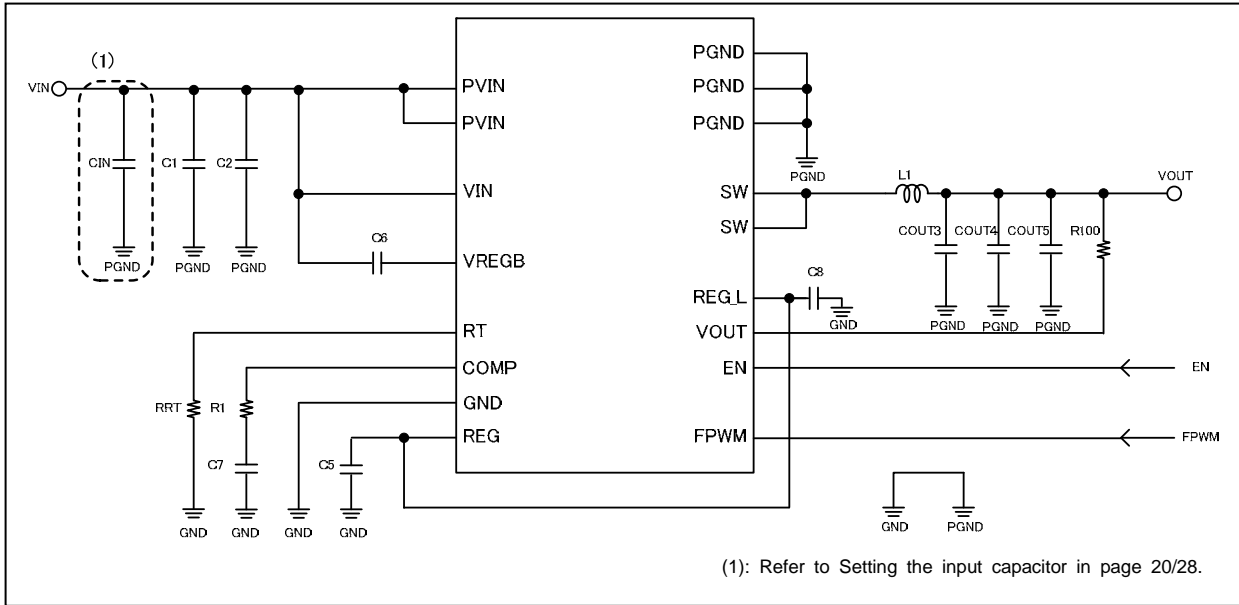 (1)
VIN
CIN
C1
C2
PGND
PGND
PGND
PVIN
PVIN
VIN
C6
VREGB
RT
COMP
GND
REG
RRT
R1
C7
C5
GND
GND
GND
GND
PGND
PGND
PGND
PGND
SW
SW
L1
VOUT
COUT3
COUT4
COUT5
R100
PGND
PGND
PGND
REG_L
C8
GND
VOUT
EN
EN
FPWM
FPWM
GND
PGND
(1): Refer to Setting the input capacitor in page 20/28.